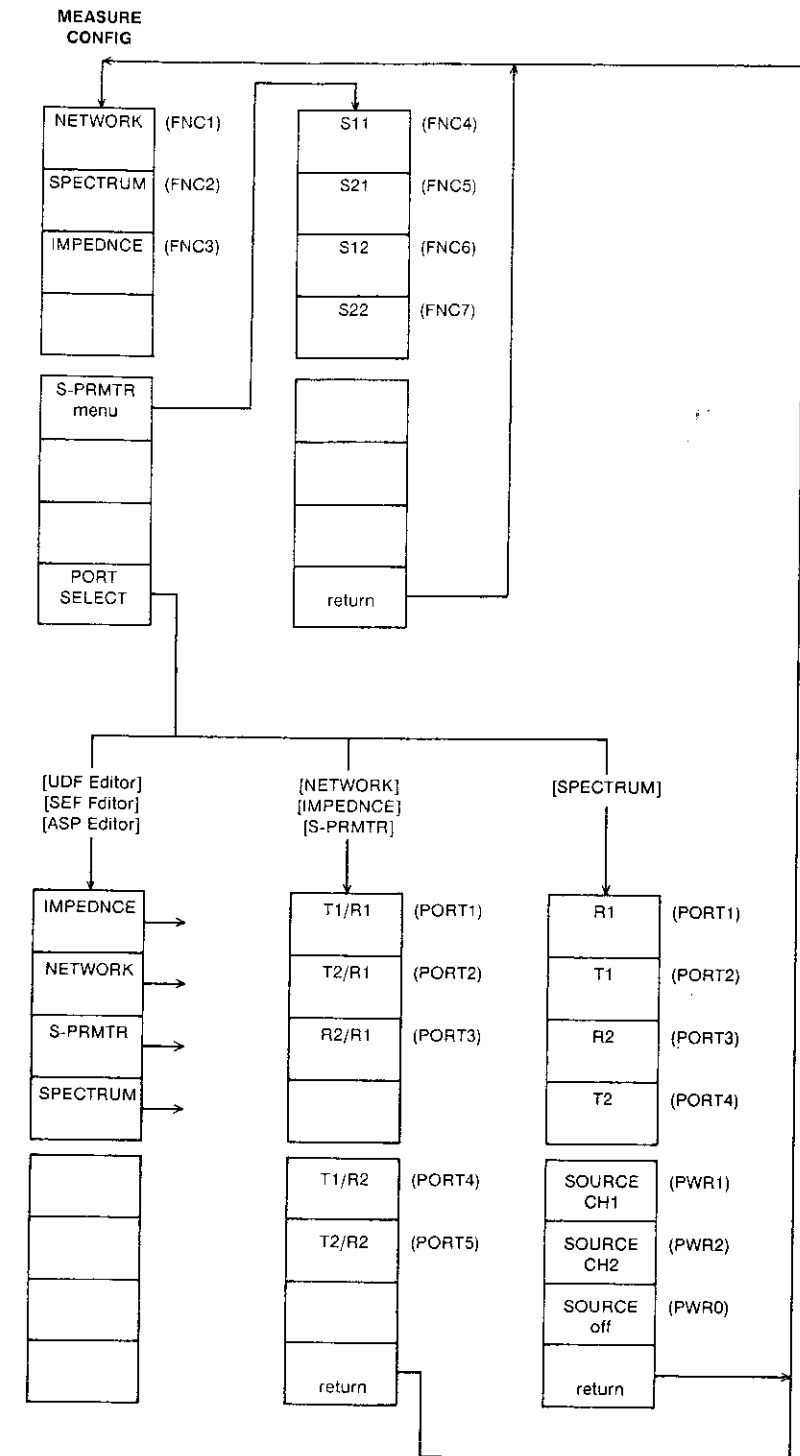 MEASURE
CONFIG
NETWORK (FNC1)
SPECTRUM (FNC2)
IMPEDNCE (FNC3)
S-PRMTR
menu
PORT
SELECT
S11 (FNC4)
S21 (FNC5)
S12 (FNC6)
S22 (FNC7)
return
[UDF Editor]
[SEF Fditor]
[ASP Editor]
IMPEDNCE
NETWORK
S-PRMTR
SPECTRUM
[NETWORK]
[IMPEDNCE]
[S-PRMTR]
T1/R1 (PORT1)
T2/R1 (PORT2)
R2/R1 (PORT3)
T1/R2 (PORT4)
T2/R2 (PORT5)
return
[SPECTRUM]
R1 (PORT1)
T1 (PORT2)
R2 (PORT3)
T2 (PORT4)
SOURCE
CH1 (PWR1)
SOURCE
CH2 (PWR2)
SOURCE
off (PWR0)
return